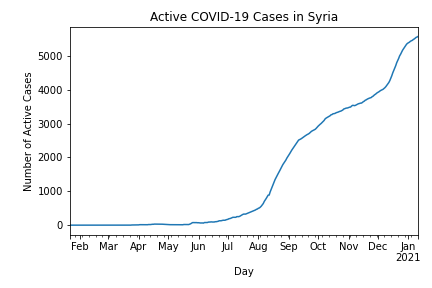 Active COVID-19 Cases in Syria
Number of Active Cases
5000
4000
3000
2000
1000
0
Feb Mar Apr May Jun Jul Aug Sep Oct Nov Dec Jan
2021
Day